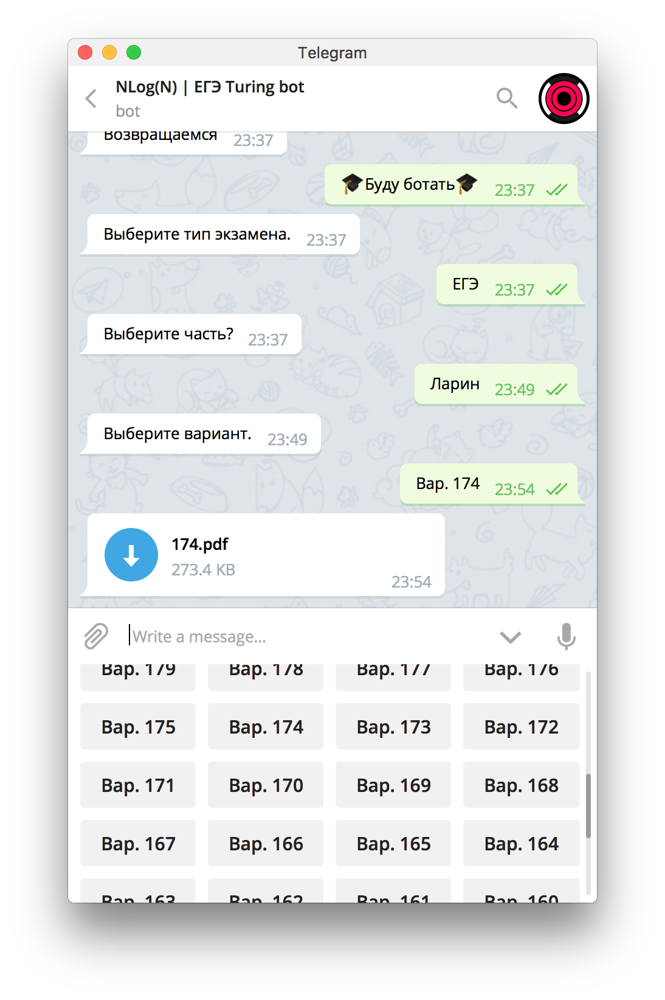 Telegram
NLog(N) | ЕГЭ Turing bot
bot
Возвращаемся 23:37
🎓Буду ботать🎓 23:37
Выберите тип экзамена. 23:37
ЕГЭ 23:37
Выберите часть? 23:37
Ларин 23:49
Выберите вариант. 23:49
Вар. 174 23:54
174.pdf
273.4 KB
23:54
Write a message...
Вар. 179 Вар. 178 Вар. 177 Вар. 176
Вар. 175 Вар. 174 Вар. 173 Вар. 172
Вар. 171 Вар. 170 Вар. 169 Вар. 168
Вар. 167 Вар. 166 Вар. 165 Вар. 164
Вар. 163 Вар. 162 Вар. 161 Вар. 160